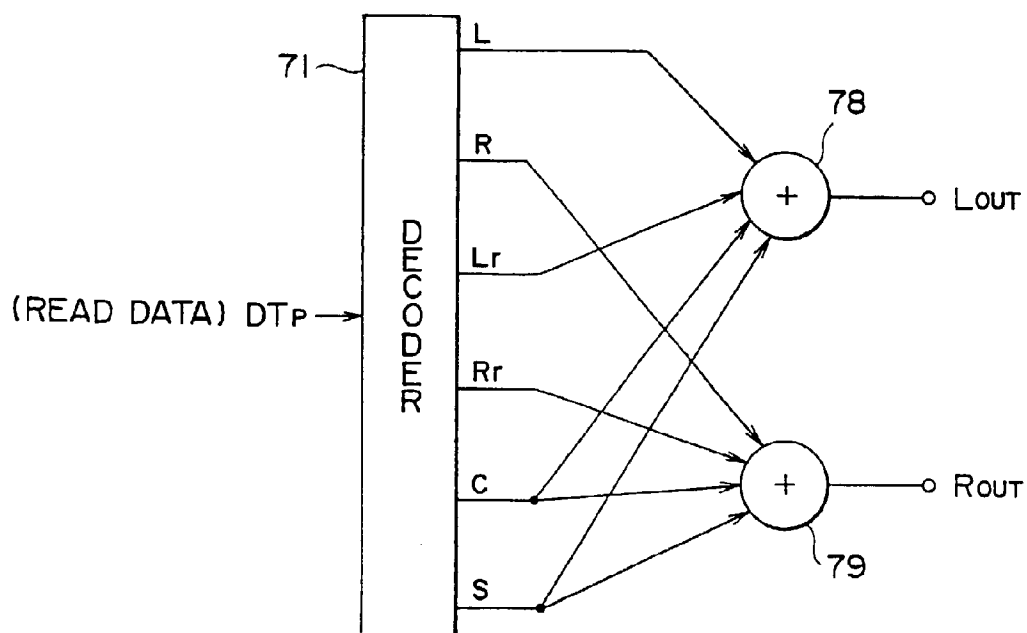 71
L
R
Lr
Rr
C
S
DECODER
(READ DATA) DTP
78
+
LOUT
+
ROUT
79